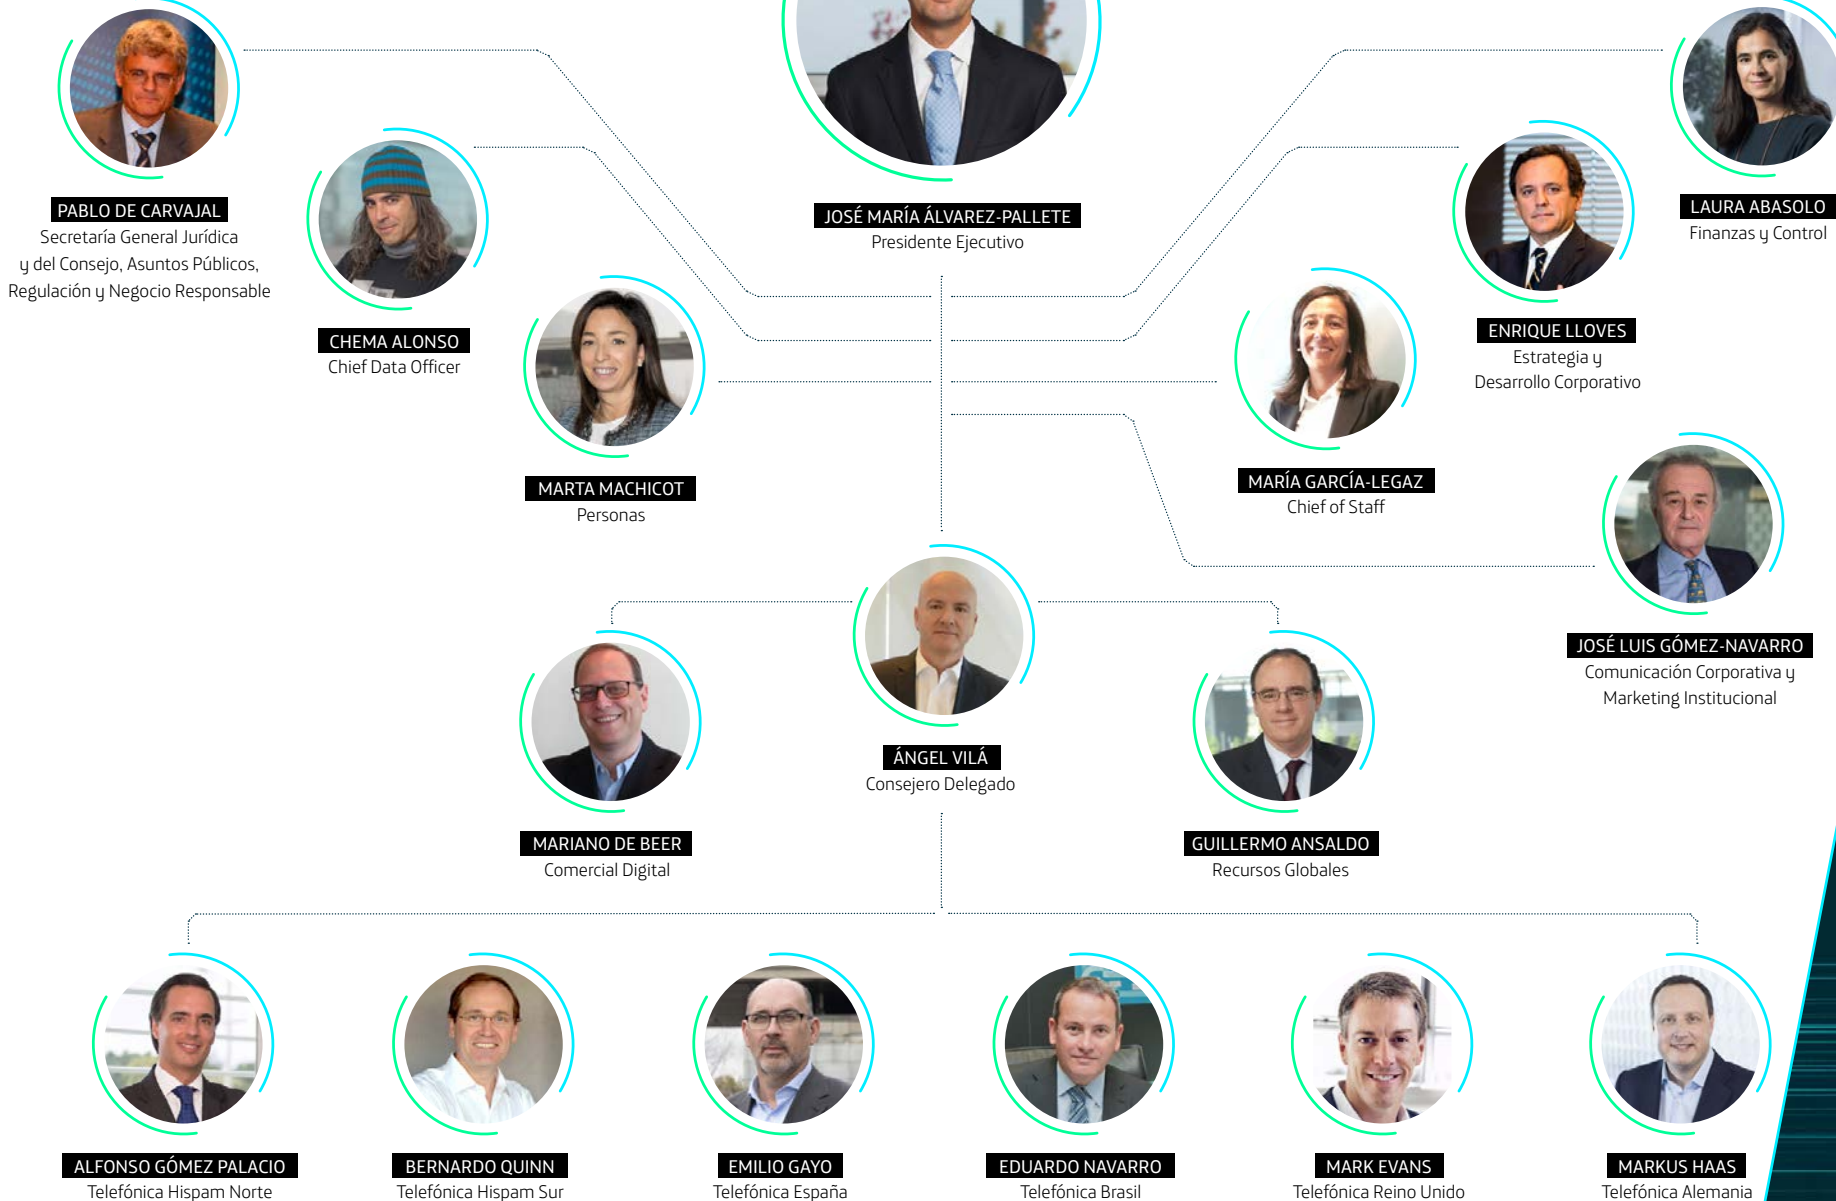 JOSÉ MARÍA ÁLVAREZ-PALLETE
Presidente Ejecutivo
PABLO DE CARVAJAL
Secretaría General Jurídica
y del Consejo, Asuntos Públicos,
Regulación y Negocio Responsable
CHEMA ALONSO
Chief Data Officer
MARTA MACHICOT
Personas
LAURA ABASOLO
Finanzas y Control
ENRIQUE LLOVES
Estrategia y
Desarrollo Corporativo
MARÍA GARCÍA-LEGAZ
Chief of Staff
JOSÉ LUIS GÓMEZ-NAVARRO
Comunicación Corporativa y
Marketing Institucional
ÁNGEL VILÁ
Consejero Delegado
MARIANO DE BEER
Comercial Digital
GUILLERMO ANSALDO
Recursos Globales
ALFONSO GÓMEZ PALACIO
Telefónica Hispam Norte
BERNARDO QUINN
Telefónica Hispam Sur
EMILIO GAYO
Telefónica España
EDUARDO NAVARRO
Telefónica Brasil
MARK EVANS
Telefónica Reino Unido
MARKUS HAAS
Telefónica Alemania